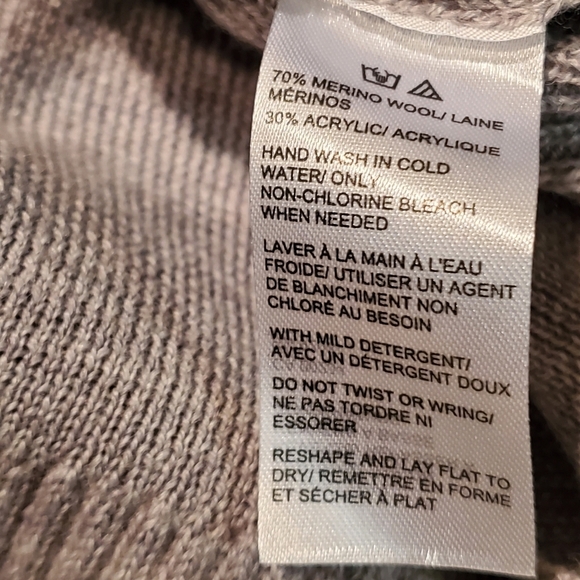 70% MERINO WOOL/ LAINE
MÉRINOS
30% ACRYLIC/ ACRYLIQUE
HAND WASH IN COLD
WATER/ ONLY
NON-CHLORINE BLEACH
WHEN NEEDED
LAVER À LA MAIN À L'EAU
FROIDE/ UTILISER UN AGENT
DE BLANCHIMENT NON
CHLORÉ AU BESOIN
WITH MILD DETERGENT/
AVEC UN DÉTERGENT DOUX
DO NOT TWIST OR WRING/
NE PAS TORDRE NI
ESSORER
RESHAPE AND LAY FLAT TO
DRY/ REMETTRE EN FORME
ET SÉCHER À PLAT